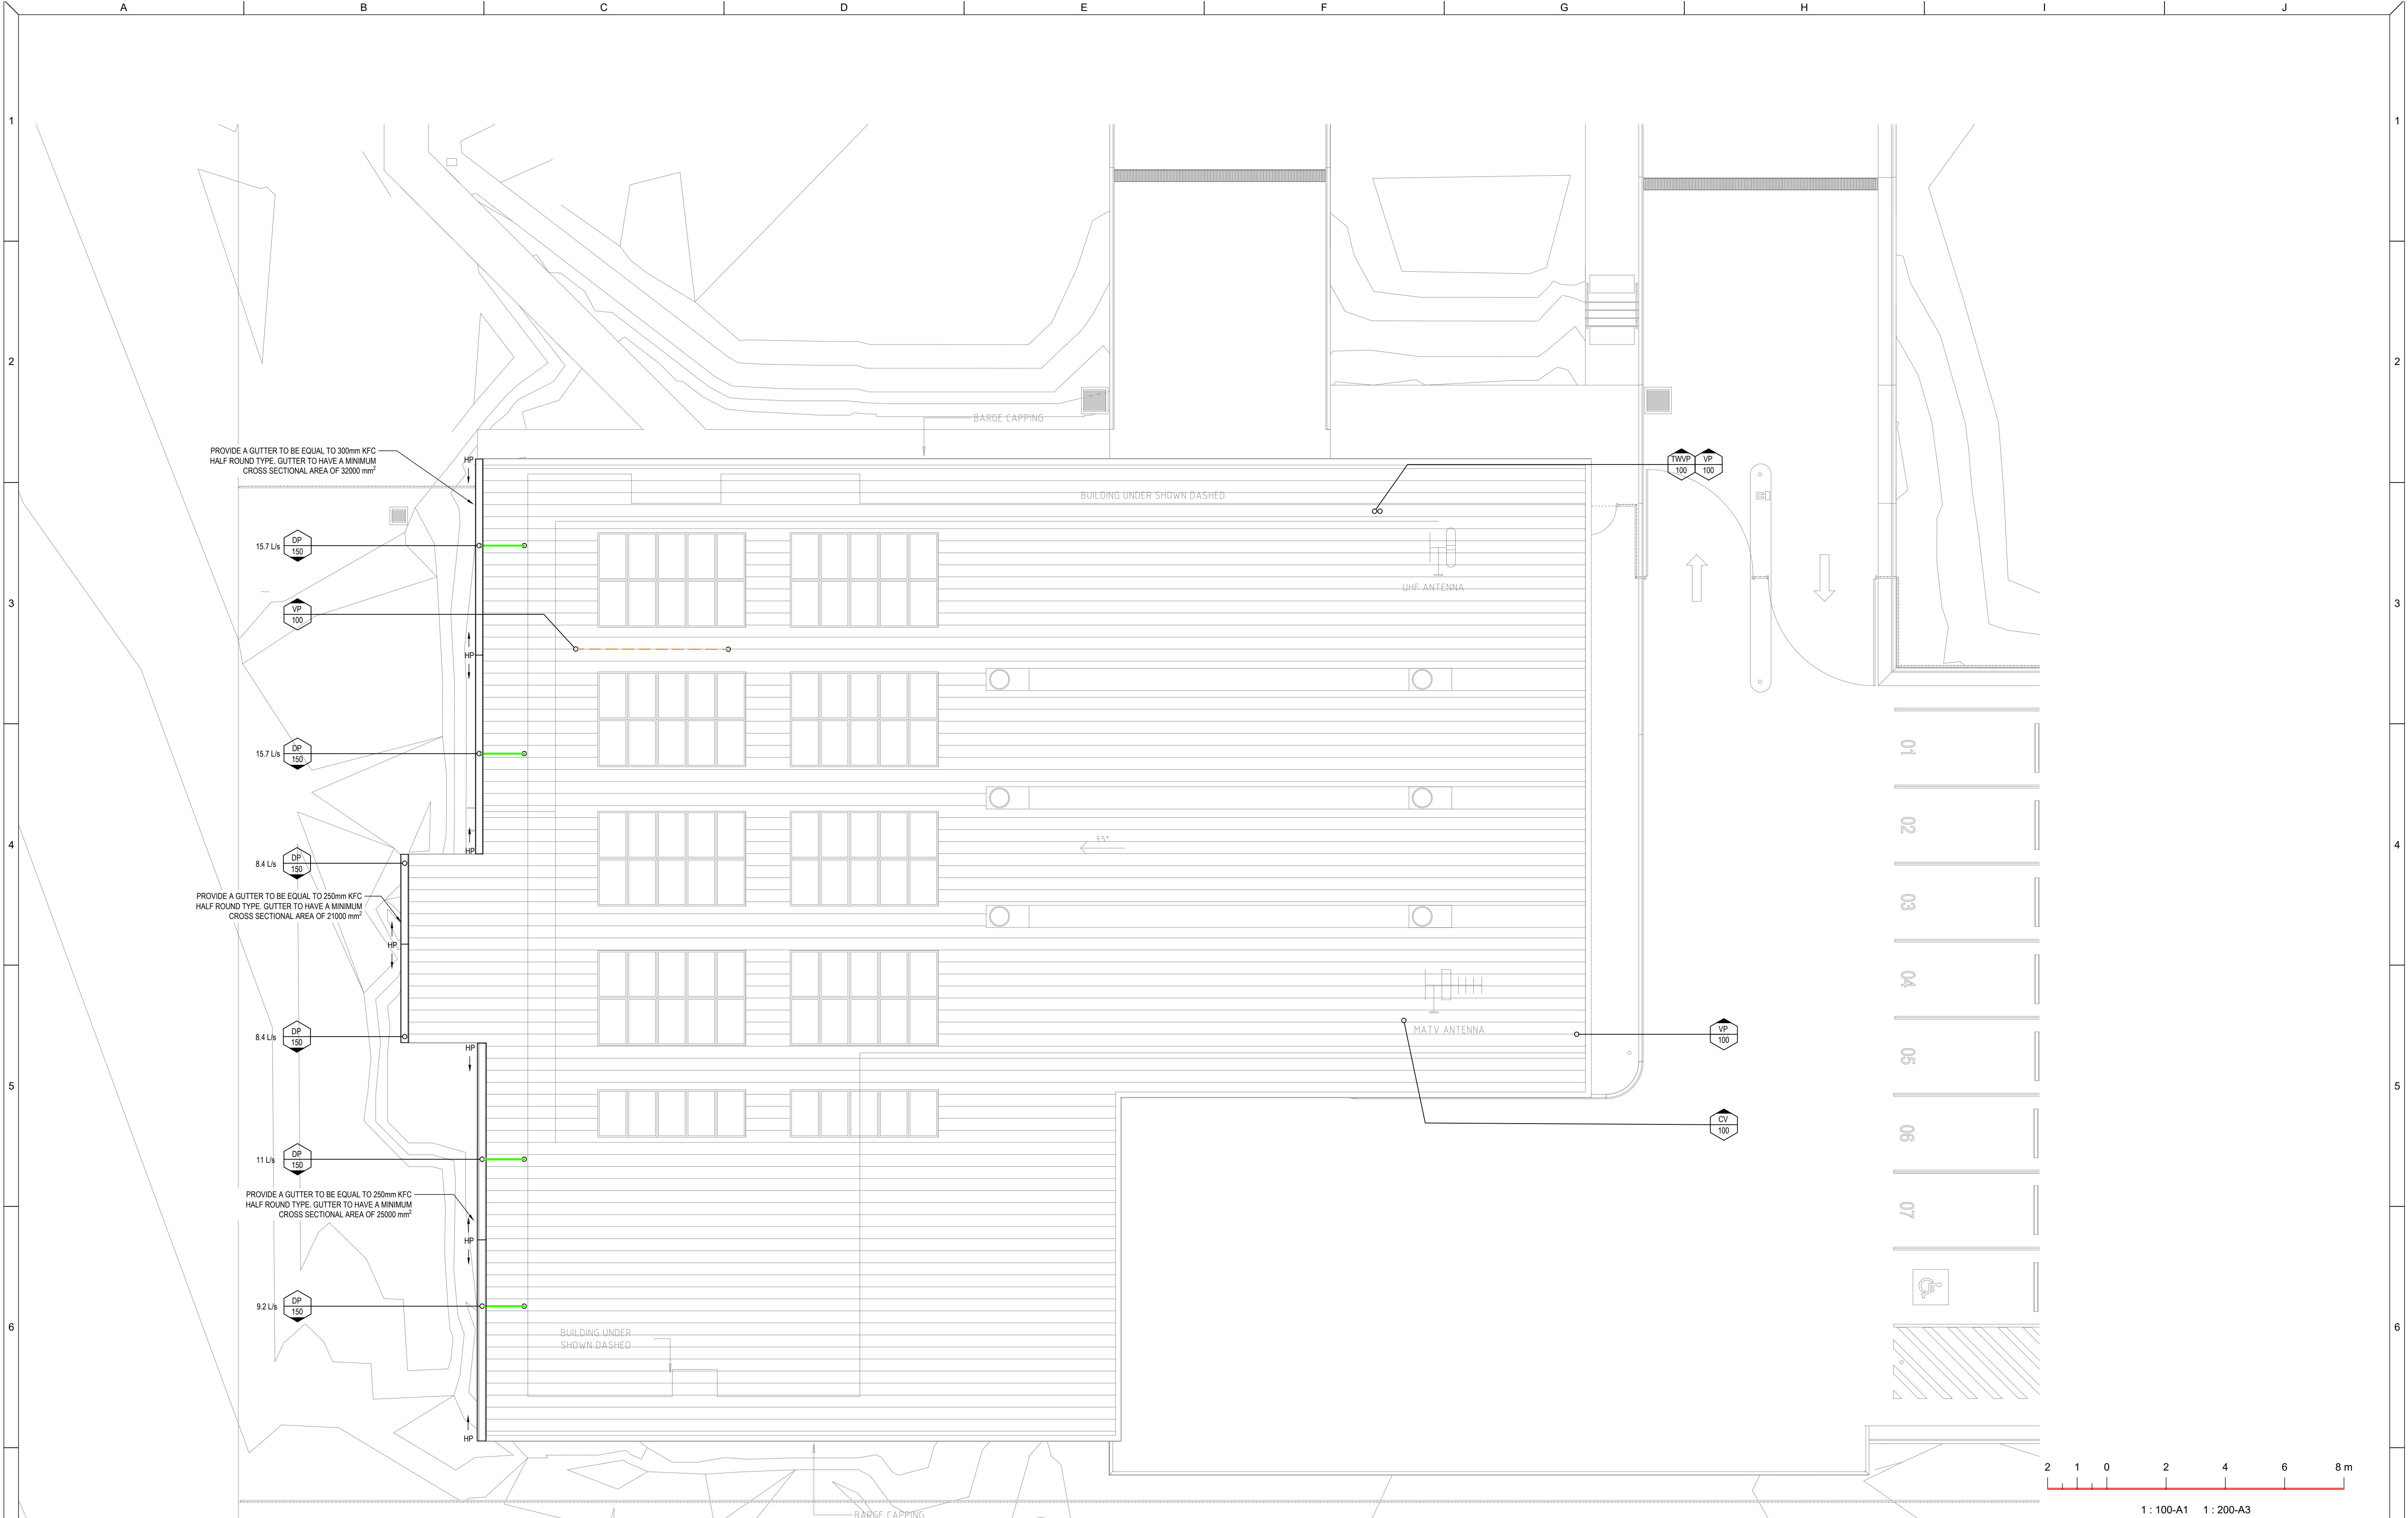 A B C D E F G H I J
1 1
BARGE CAPPING
2 2
PROVIDE A GUTTER TO BE EQUAL TO 300mm KFC
HALF ROUND TYPE. GUTTER TO HAVE A MINIMUM
CROSS SECTIONAL AREA OF 32000 mm²
HP
TWVP VP
100 100
BUILDING UNDER SHOWN DASHED
15.7 L/s
DP
150
UHF ANTENNA
3 3
VP
100
HP
15.7 L/s
DP
150
01
02
3.5°
4 4
HP
8.4 L/s
DP
150
PROVIDE A GUTTER TO BE EQUAL TO 250mm KFC
HALF ROUND TYPE. GUTTER TO HAVE A MINIMUM
CROSS SECTIONAL AREA OF 21000 mm²
HP
03
04
8.4 L/s
DP
150
MATV ANTENNA
VP
100
HP
05
5 5
CV
100
06
11 L/s
DP
150
PROVIDE A GUTTER TO BE EQUAL TO 250mm KFC
HALF ROUND TYPE. GUTTER TO HAVE A MINIMUM
CROSS SECTIONAL AREA OF 25000 mm²
HP
07
9.2 L/s
DP
150
6 6
BUILDING UNDER
SHOWN DASHED
HP
BARGE CAPPING
2 1 0 2 4 6 8 m
1 : 100-A1 1 : 200-A3